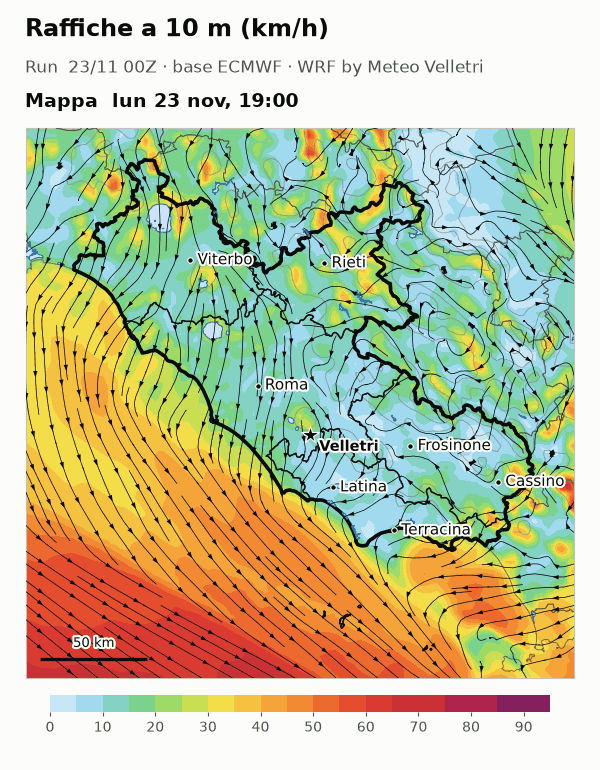 Raffiche a 10 m (km/h)
Run  23/11 00Z · base ECMWF · WRF by Meteo Velletri
Mappa  lun 23 nov, 19:00
Viterbo
Rieti
Roma
Velletri
Frosinone
Latina
Cassino
Terracina
50 km
0 10 20 30 40 50 60 70 80 90